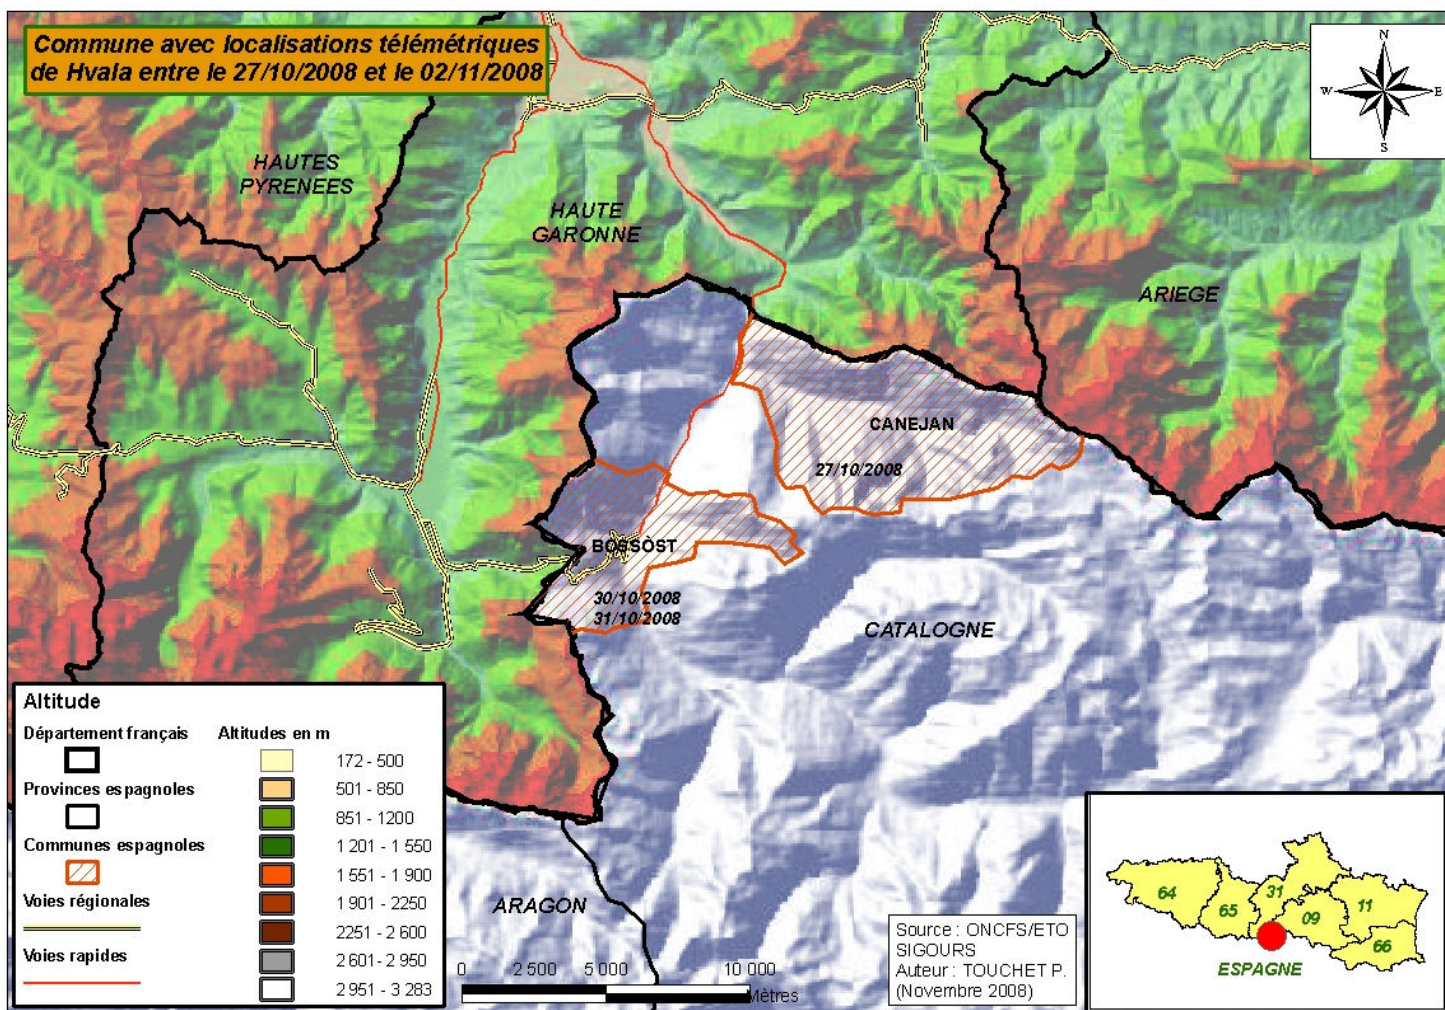 Commune avec localisations télémétriques
de Hvala entre le 27/10/2008 et le 02/11/2008
N
W
E
S
HAUTES
PYRENEES
HAUTE
GARONNE
ARIEGE
CANEJAN
27/10/2008
BOSSÒST
30/10/2008
31/10/2008
CATALOGNE
ARAGON
Altitude
Département français
Provinces espagnoles
Communes espagnoles
Voies régionales
Voies rapides
Altitudes en m
172 - 500
501 - 850
851 - 1200
1 201 - 1 550
1 551 - 1 900
1 901 - 2250
2251 - 2 600
2 601 - 2 950
2 951 - 3 283
0 2 500 5 000 10 000
Mètres
Source : ONCFS/ETO
SIGOURS
Auteur : TOUCHET P.
(Novembre 2008)
64
65
31
09
11
66
ESPAGNE